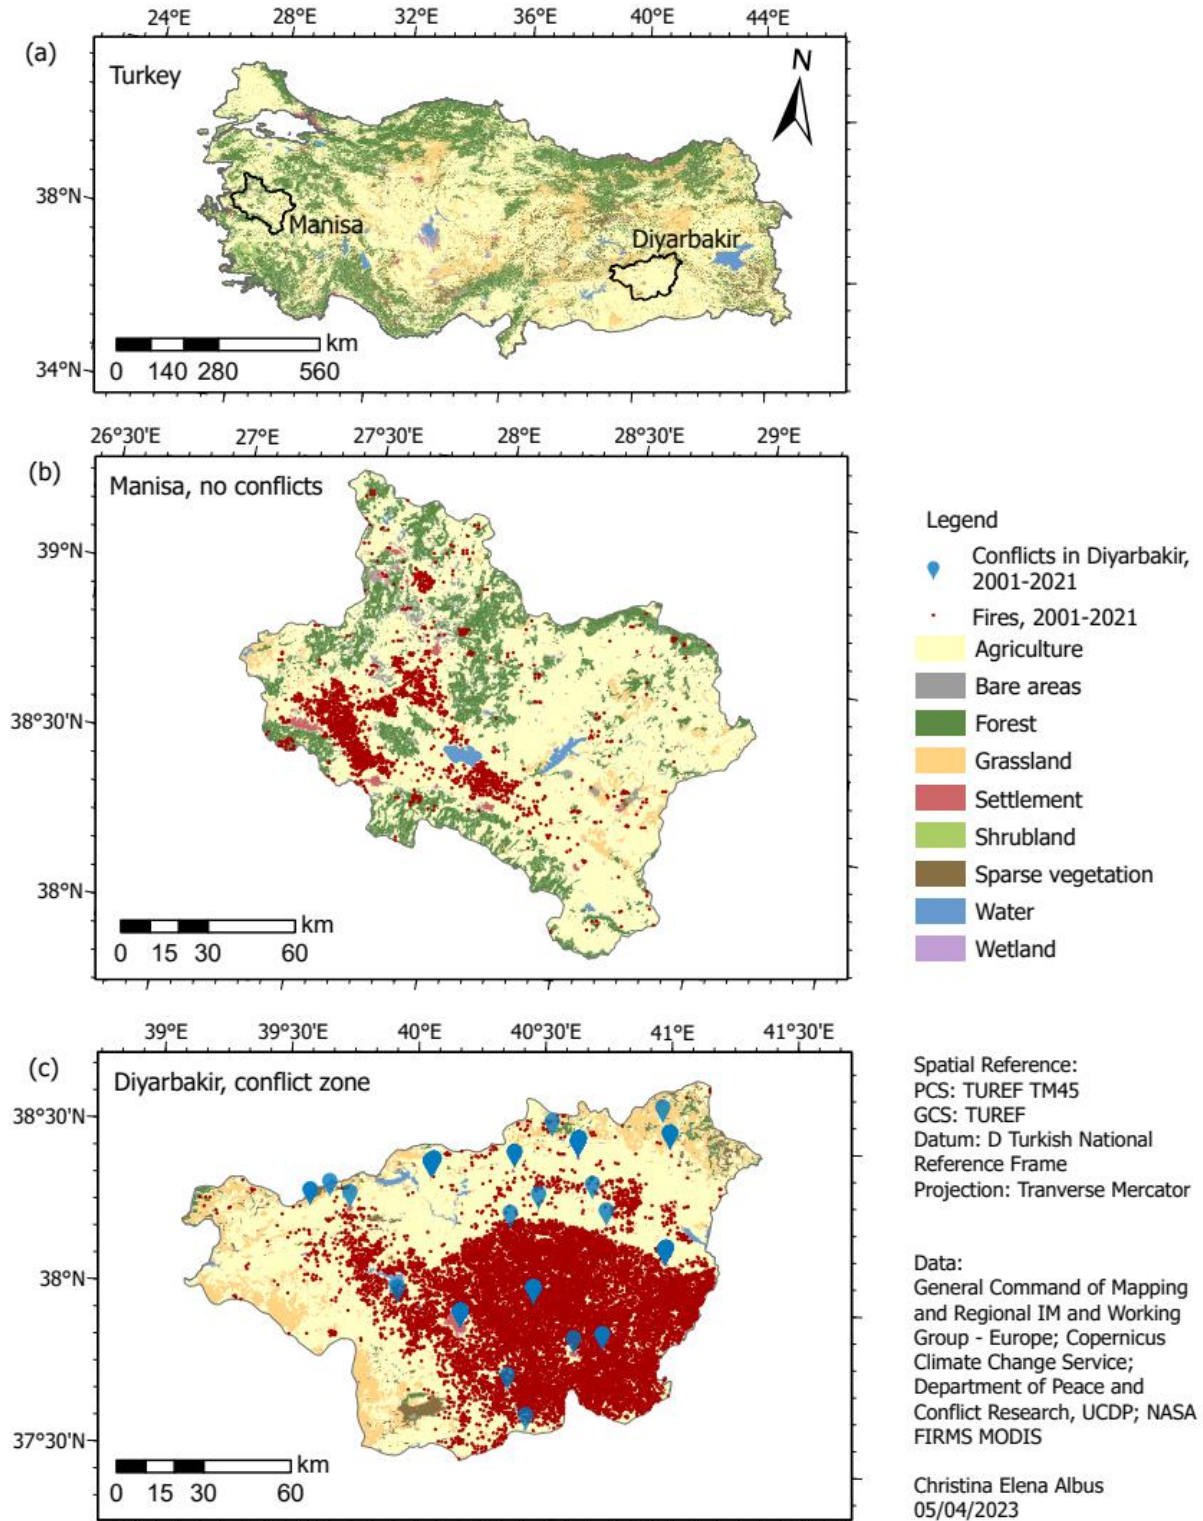 24°E 28°E 32°E 36°E 40°E 44°E
(a)
Turkey
N
38°N
Manisa
Diyarbakir
km
0 140 280 560
34°N
26°30'E 27°E 27°30'E 28°E 28°30'E 29°E
(b)
Manisa, no conflicts
39°N
38°30'N
38°N
km
0 15 30 60
Legend
Conflicts in Diyarbakir,
2001-2021
Fires, 2001-2021
Agriculture
Bare areas
Forest
Grassland
Settlement
Shrubland
Sparse vegetation
Water
Wetland
39°E 39°30'E 40°E 40°30'E 41°E 41°30'E
(c)
Diyarbakir, conflict zone
38°30'N
38°N
37°30'N
km
0 15 30 60
Spatial Reference:
PCS: TUREF TM45
GCS: TUREF
Datum: D Turkish National
Reference Frame
Projection: Tranverse Mercator
Data:
General Command of Mapping
and Regional IM and Working
Group - Europe; Copernicus
Climate Change Service;
Department of Peace and
Conflict Research, UCDP; NASA
FIRMS MODIS
Christina Elena Albus
05/04/2023